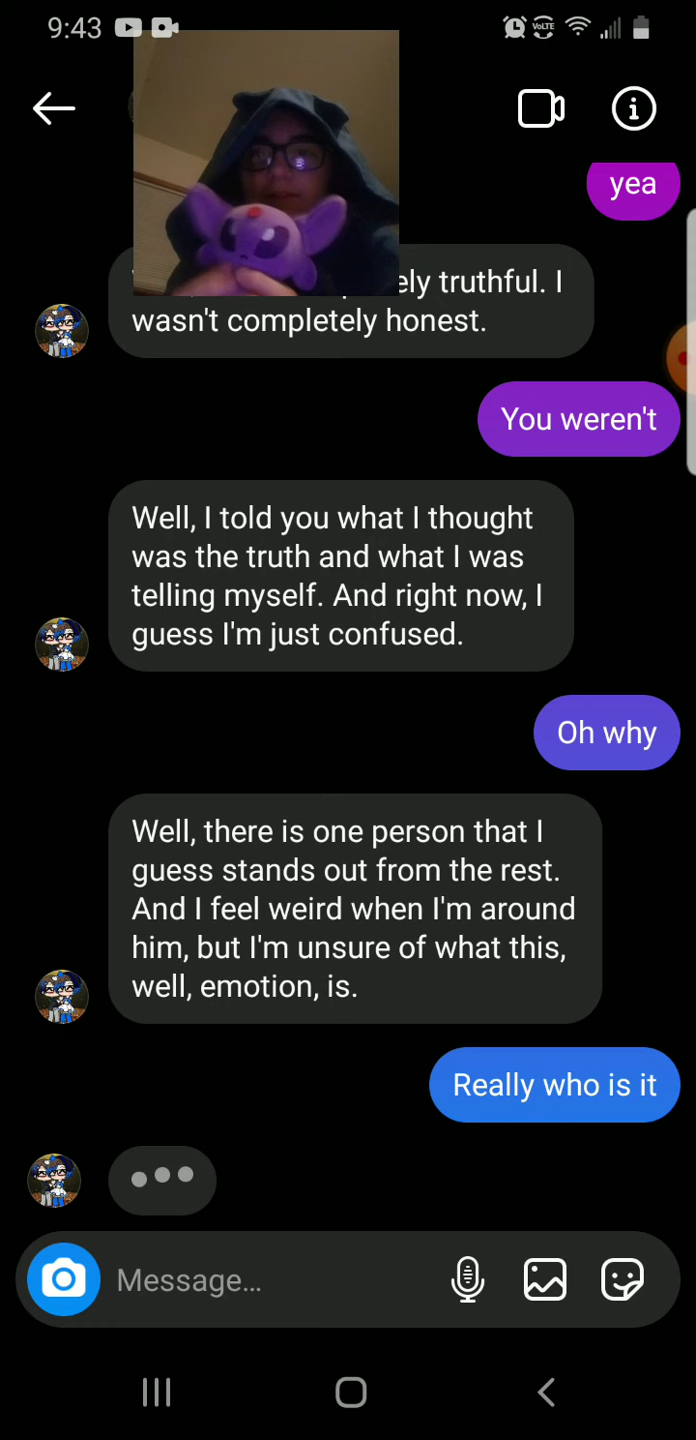 9:43
VoLTE
yea
ely truthful. I
wasn't completely honest.
You weren't
Well, I told you what I thought
was the truth and what I was
telling myself. And right now, I
guess I'm just confused.
Oh why
Well, there is one person that I
guess stands out from the rest.
And I feel weird when I'm around
him, but I'm unsure of what this,
well, emotion, is.
Really who is it
Message...